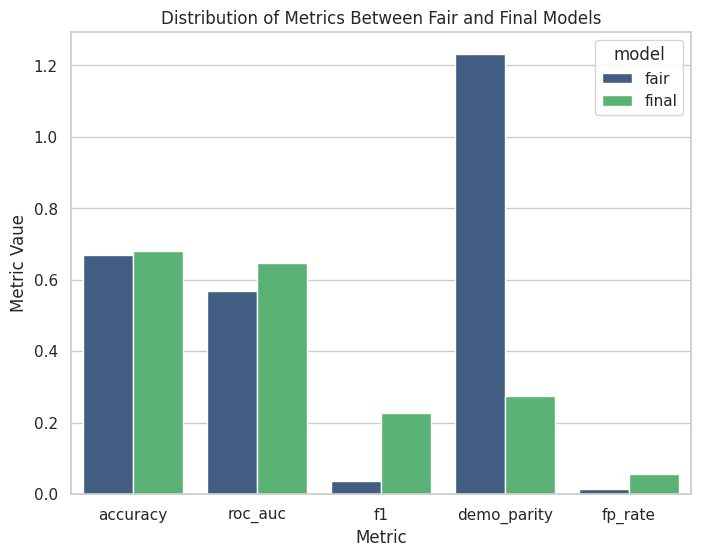 Distribution of Metrics Between Fair and Final Models
model
fair
final
Metric Vaue
1.2
1.0
0.8
0.6
0.4
0.2
0.0
accuracy
roc_auc
f1
demo_parity
fp_rate
Metric